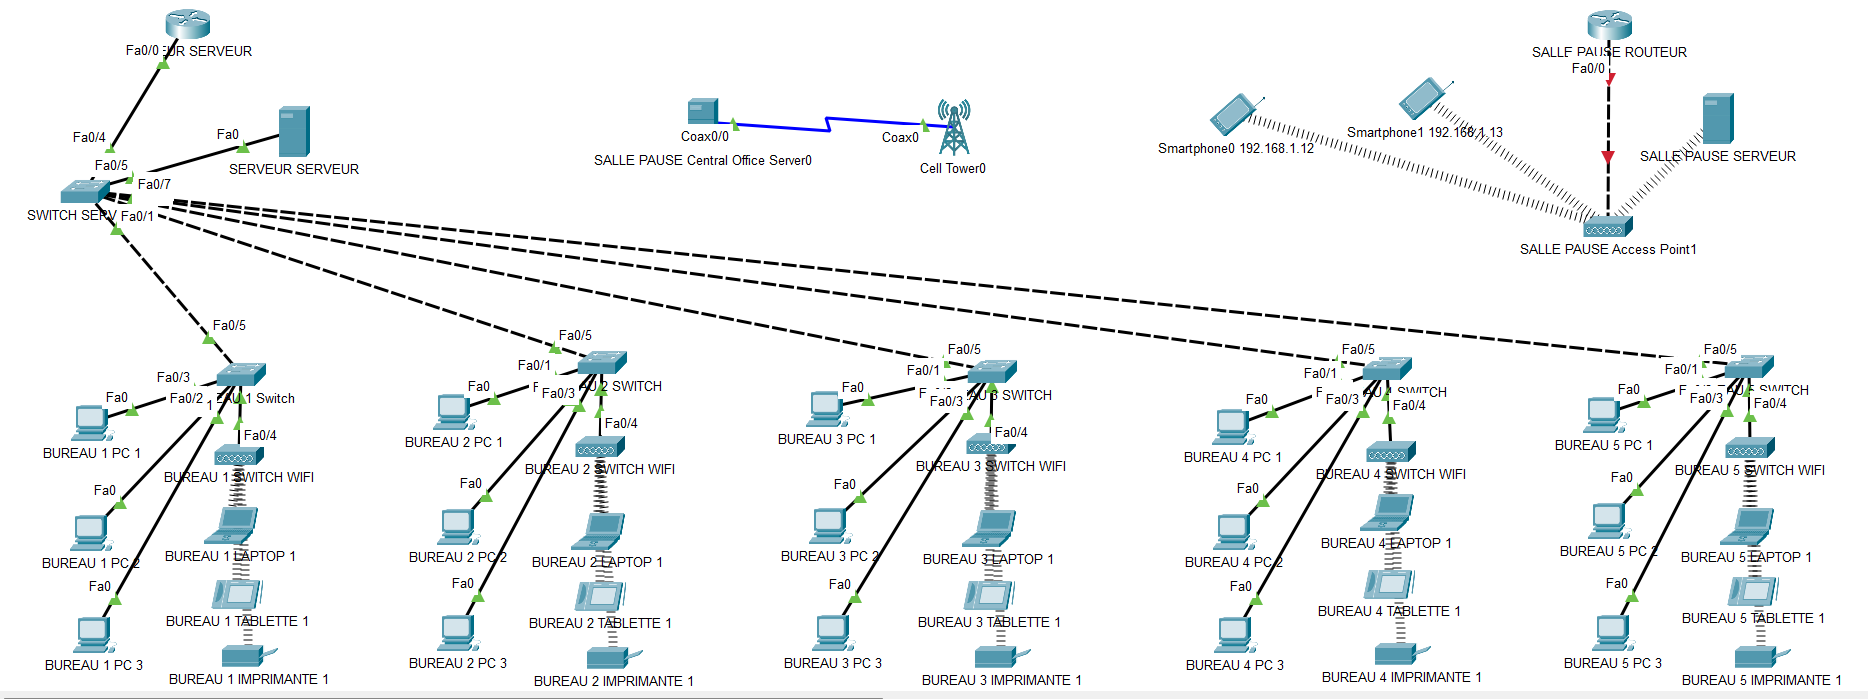 Fa0/0
UR SERVEUR
Fa0/4
Fa0
Fa0/5
SERVEUR SERVEUR
Fa0/7
SWITCH SERV
Fa0/1
Coax0/0
Coax0
SALLE PAUSE Central Office Server0
Cell Tower0
SALLE PAUSE ROUTEUR
Fa0/0
Smartphone1 192.168.1.13
Smartphone0 192.168.1.12
SALLE PAUSE SERVEUR
SALLE PAUSE Access Point1
Fa0/5
Fa0/3
Fa0/2
1
EAU 1 Switch
Fa0
BUREAU 1 PC 1
Fa0/4
BUREAU 1 SWITCH WIFI
Fa0
BUREAU 1 PC 2
BUREAU 1 LAPTOP 1
Fa0
BUREAU 1 TABLETTE 1
BUREAU 1 PC 3
BUREAU 1 IMPRIMANTE 1
Fa0/5
Fa0/1
Fa0/3
AU 2 SWITCH
Fa0
BUREAU 2 PC 1
Fa0/4
BUREAU 2 SWITCH WIFI
Fa0
BUREAU 2 PC 2
BUREAU 2 LAPTOP 1
Fa0
BUREAU 2 TABLETTE 1
BUREAU 2 PC 3
BUREAU 2 IMPRIMANTE 1
Fa0/5
Fa0/1
Fa0/3
AU 3 SWITCH
Fa0
BUREAU 3 PC 1
Fa0/4
BUREAU 3 SWITCH WIFI
Fa0
BUREAU 3 PC 2
BUREAU 3 LAPTOP 1
Fa0
BUREAU 3 TABLETTE 1
BUREAU 3 PC 3
BUREAU 3 IMPRIMANTE 1
Fa0/5
Fa0/1
Fa0/3
AU 4 SWITCH
Fa0/4
Fa0
BUREAU 4 PC 1
BUREAU 4 SWITCH WIFI
Fa0
BUREAU 4 PC 2
BUREAU 4 LAPTOP 1
Fa0
BUREAU 4 TABLETTE 1
BUREAU 4 PC 3
BUREAU 4 IMPRIMANTE 1
Fa0/5
Fa0/1
Fa0/3
EAU 5 SWITCH
Fa0/4
Fa0
BUREAU 5 PC 1
BUREAU 5 SWITCH WIFI
Fa0
BUREAU 5 PC 2
BUREAU 5 LAPTOP 1
Fa0
BUREAU 5 TABLETTE 1
BUREAU 5 PC 3
BUREAU 5 IMPRIMANTE 1